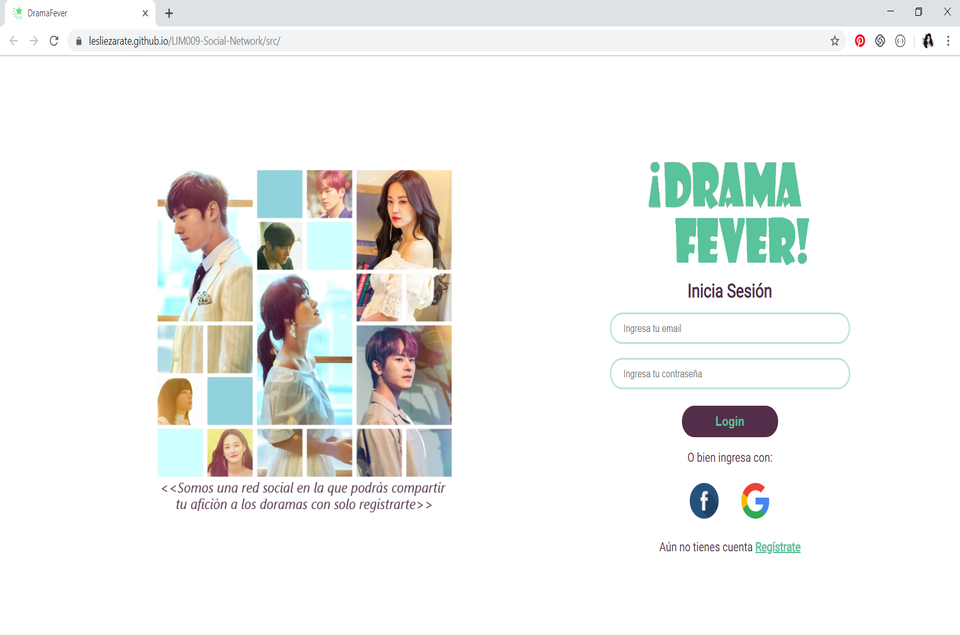 DramaFever
lesliezarate.github.io/LIM009-Social-Network/src/
¡DRAMA
FEVER!
Inicia Sesión
Ingresa tu email
Ingresa tu contraseña
Login
O bien ingresa con:
f
G
Aún no tienes cuenta Regístrate
<<Somos una red social en la que podràs compartir
tu aficiòn a los doramas con solo registrarte>>